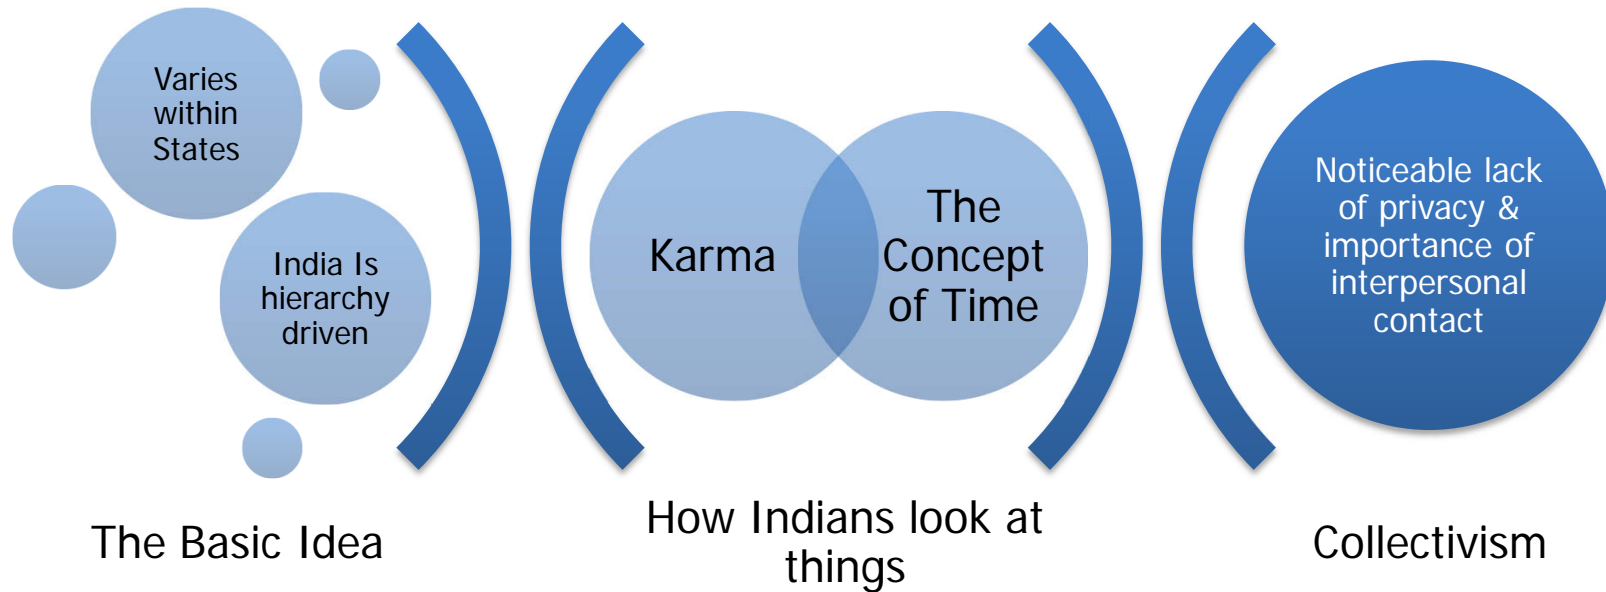 Varies
within
States
India Is
hierarchy
driven
The Basic Idea
Karma
The
Concept
of Time
How Indians look at
things
Noticeable lack
of privacy &
importance of
interpersonal
contact
Collectivism